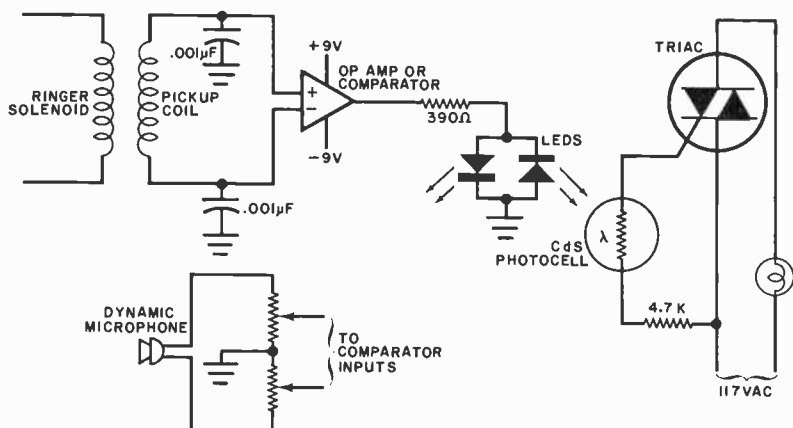 .001µF
+9V
OP AMP OR
COMPARATOR
TRIAC
RINGER
SOLENOID
PICKUP
COIL
+
−
390Ω
LEDS
−9V
.001µF
λ
CdS
PHOTOCELL
4.7K
DYNAMIC
MICROPHONE
TO
COMPARATOR
INPUTS
117VAC